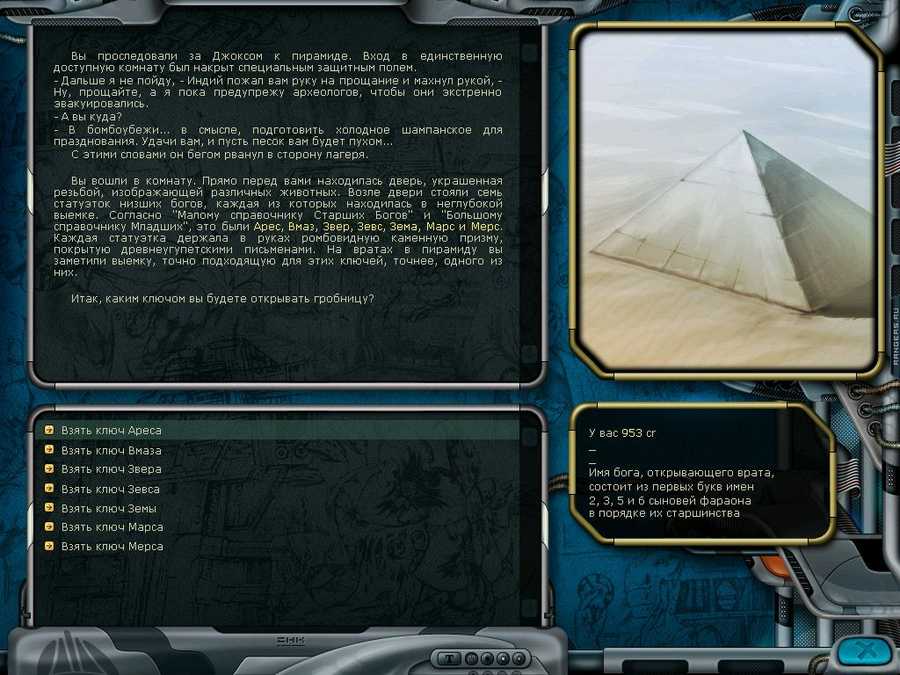 Вы проследовали за Джоксом к пирамиде. Вход в единственную
доступную комнату был накрыт специальным защитным полем.
- Дальше я не пойду, - Индий пожал вам руку на прощание и махнул рукой, -
Ну, прощайте, а я пока предупрежу археологов, чтобы они экстренно
эвакуировались.
- А вы куда?
- В бомбоубежи... в смысле, подготовить холодное шампанское для
празднования. Удачи вам, и пусть песок вам будет пухом...
С этими словами он бегом рванул в сторону лагеря.
Вы вошли в комнату. Прямо перед вами находилась дверь, украшенная
резьбой, изображающей различных животных. Возле двери стояли семь
статуэток низших богов, каждая из которых находилась в неглубокой
выемке. Согласно "Малому справочнику Старших Богов" и "Большому
справочнику Младших", это были Арес, Вмаз, Звер, Зевс, Зема, Марс и Мерс.
Каждая статуэтка держала в руках ромбовидную каменную призму,
покрытую древнеугупетскими письменами. На вратах в пирамиду вы
заметили выемку, точно подходящую для этих ключей, точнее, одного из
них.
Итак, каким ключом вы будете открывать гробницу?
Взять ключ Ареса
Взять ключ Вмаза
Взять ключ Звера
Взять ключ Зевса
Взять ключ Земы
Взять ключ Марса
Взять ключ Мерса
У вас 953 cr
_
_
Имя бога, открывающего врата,
состоит из первых букв имен
2, 3, 5 и 6 сыновей фараона
в порядке их старшинства
RANGERS.RU
T